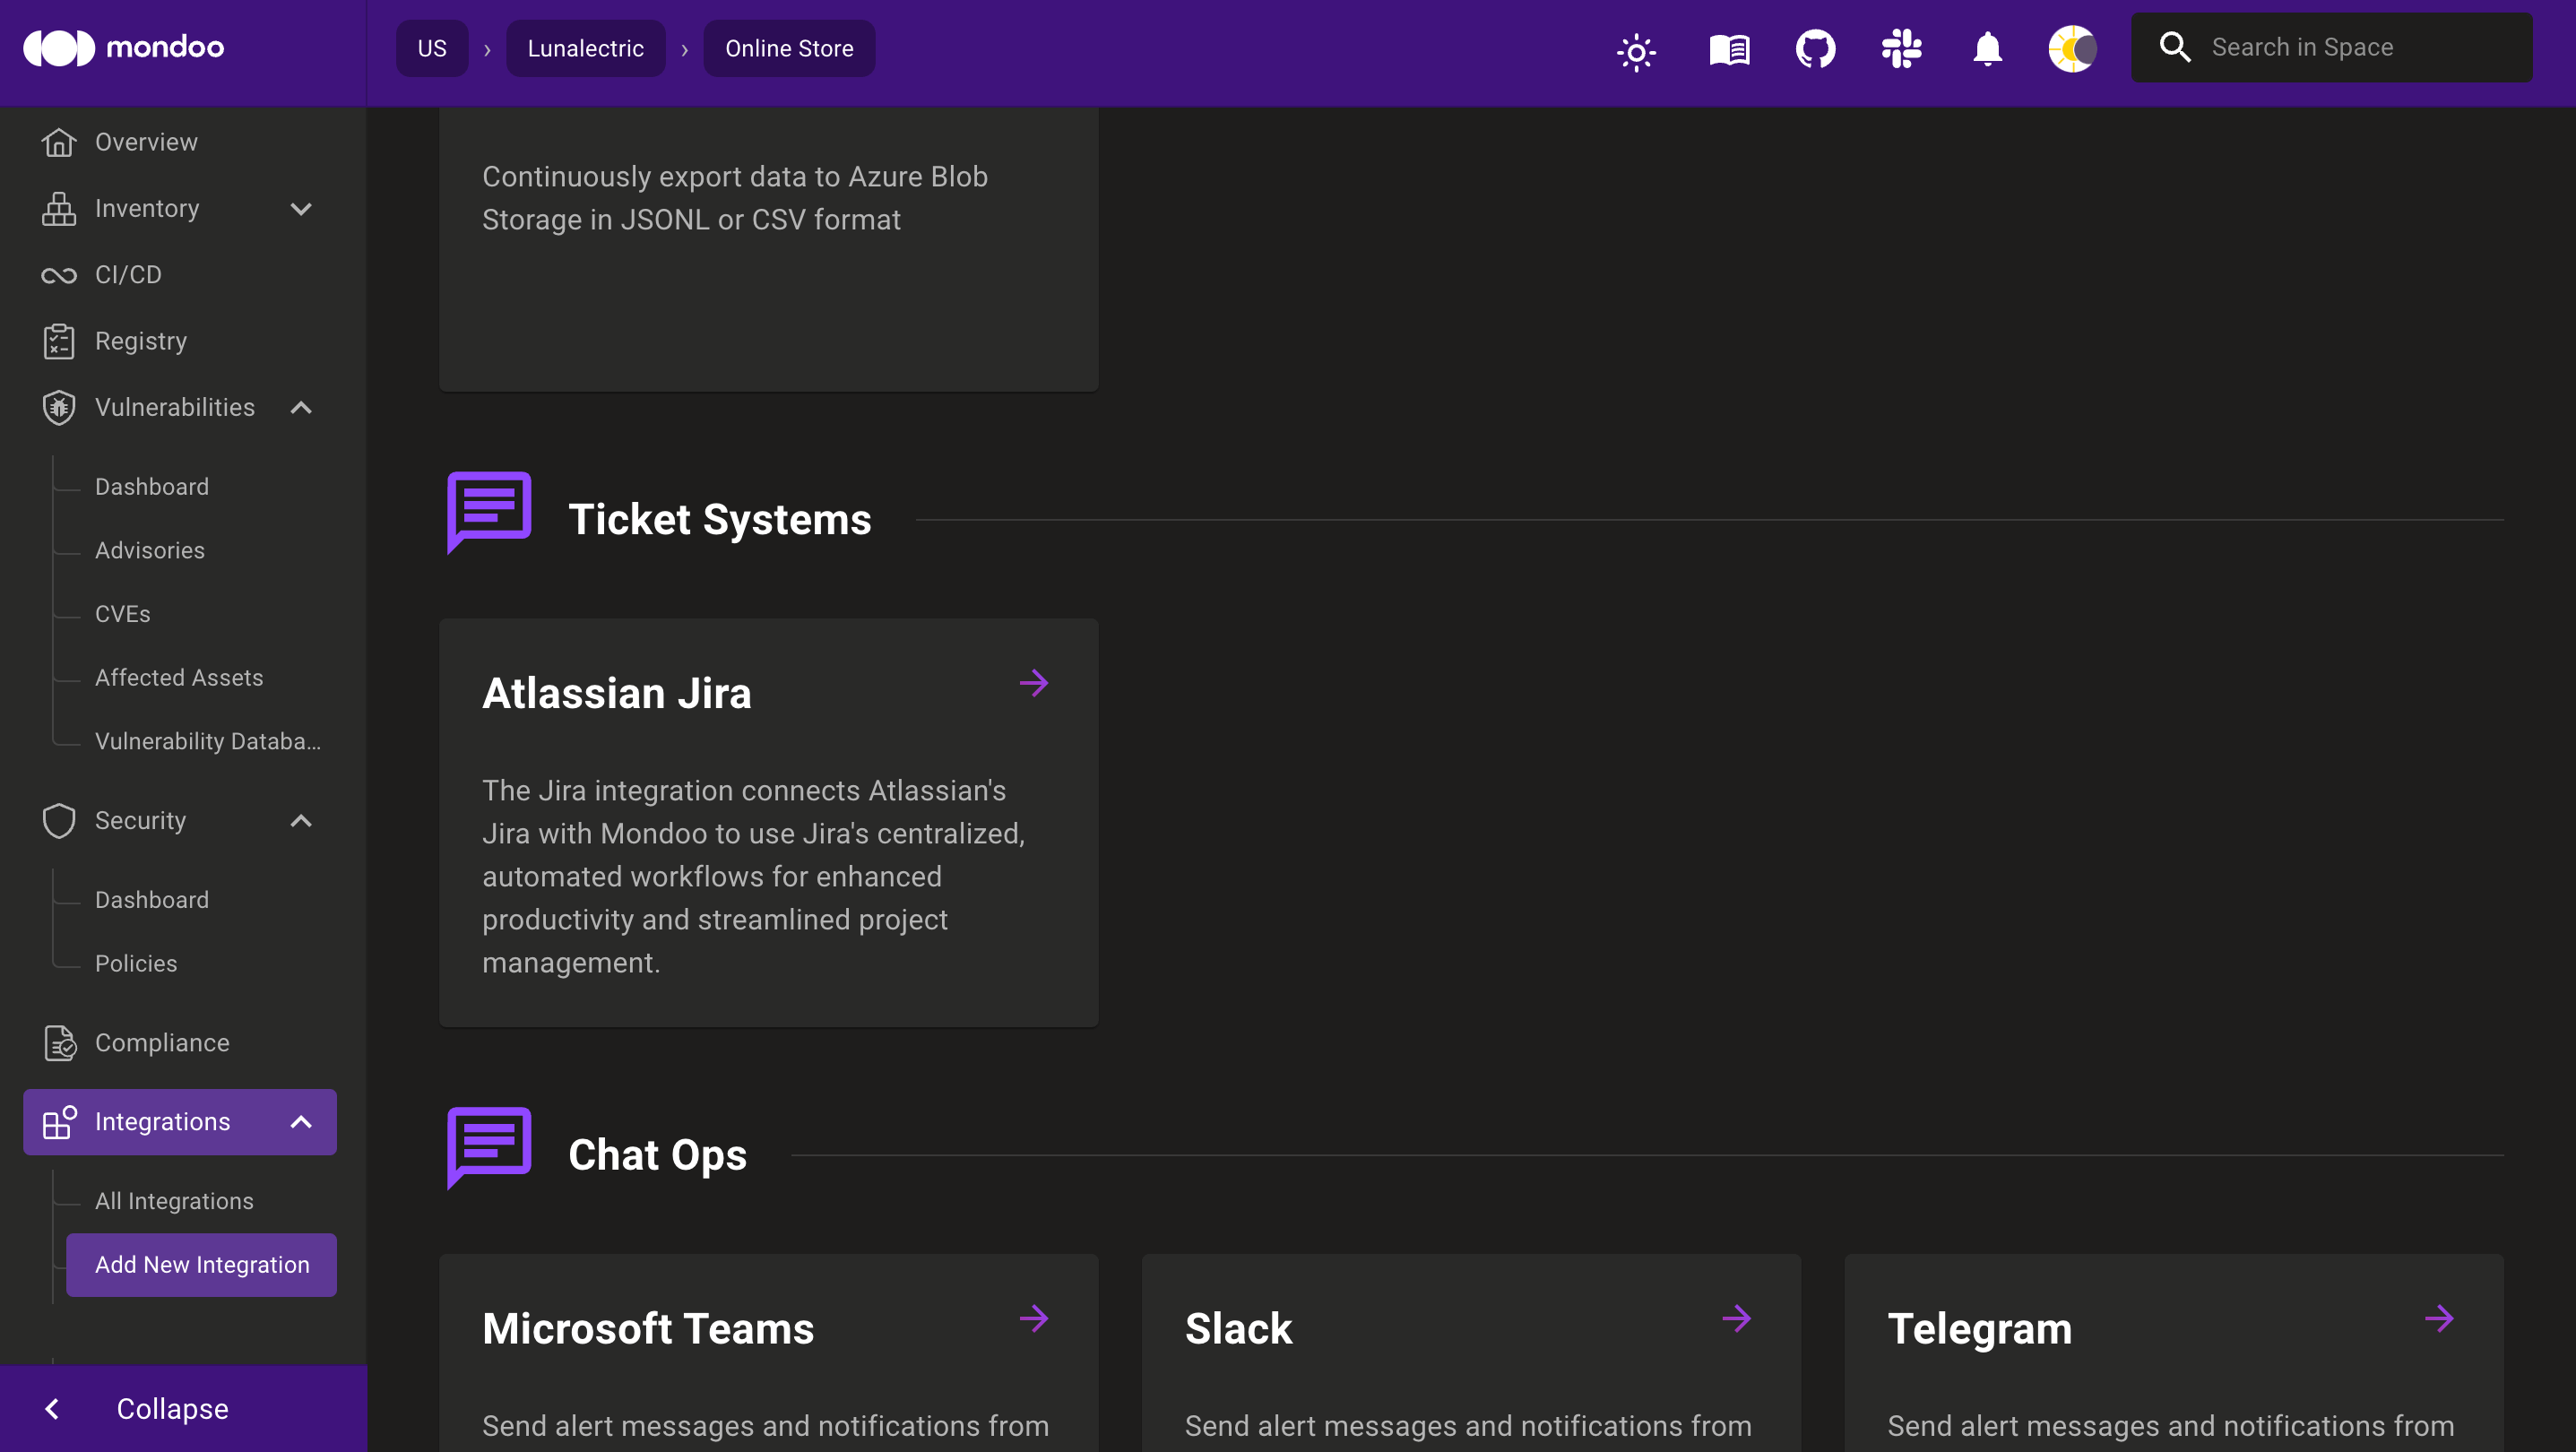 mondoo
US › Lunalectric › Online Store
Search in Space
Overview
Inventory
CI/CD
Registry
Vulnerabilities
Dashboard
Advisories
CVEs
Affected Assets
Vulnerability Databa...
Security
Dashboard
Policies
Compliance
Integrations
All Integrations
Add New Integration
Collapse
Continuously export data to Azure Blob
Storage in JSONL or CSV format
Ticket Systems
Atlassian Jira
The Jira integration connects Atlassian's
Jira with Mondoo to use Jira's centralized,
automated workflows for enhanced
productivity and streamlined project
management.
Chat Ops
Microsoft Teams
Send alert messages and notifications from
Slack
Send alert messages and notifications from
Telegram
Send alert messages and notifications from